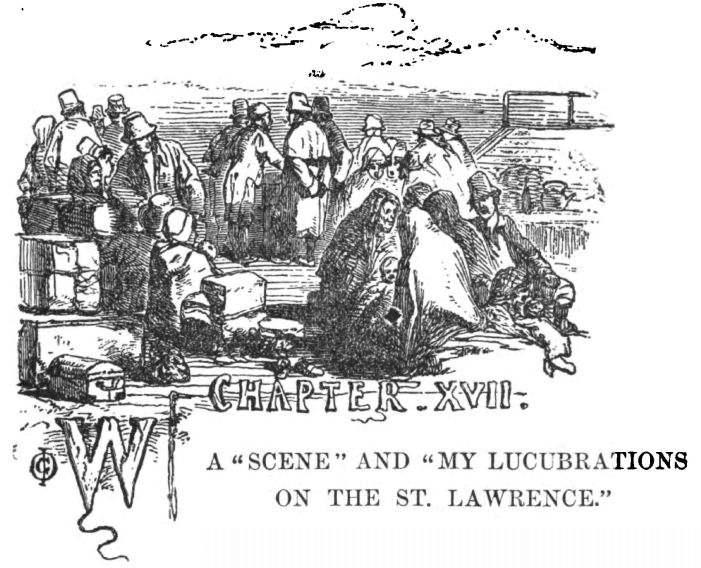 CHAPTER. XVII.
W
A "SCENE" AND "MY LUCUBRATIONS
ON THE ST. LAWRENCE."